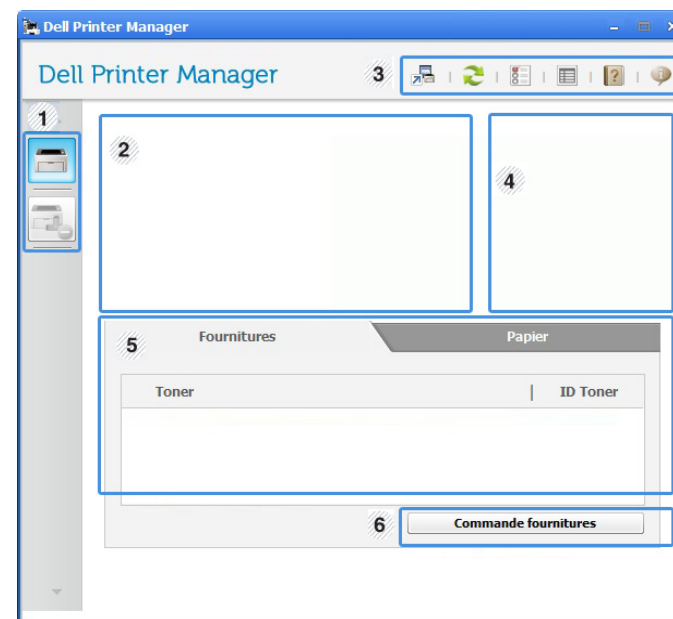 Dell Printer Manager
Dell Printer Manager
3
1
2
4
5
Fournitures
Papier
Toner | ID Toner
6
Commande fournitures